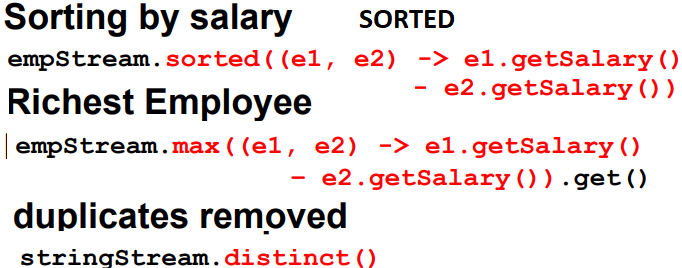 Sorting by salary SORTED
empStream.sorted((e1, e2) -> e1.getSalary()
- e2.getSalary())
Richest Employee
empStream.max((e1, e2) -> e1.getSalary()
– e2.getSalary()).get()
duplicates removed
stringStream.distinct()